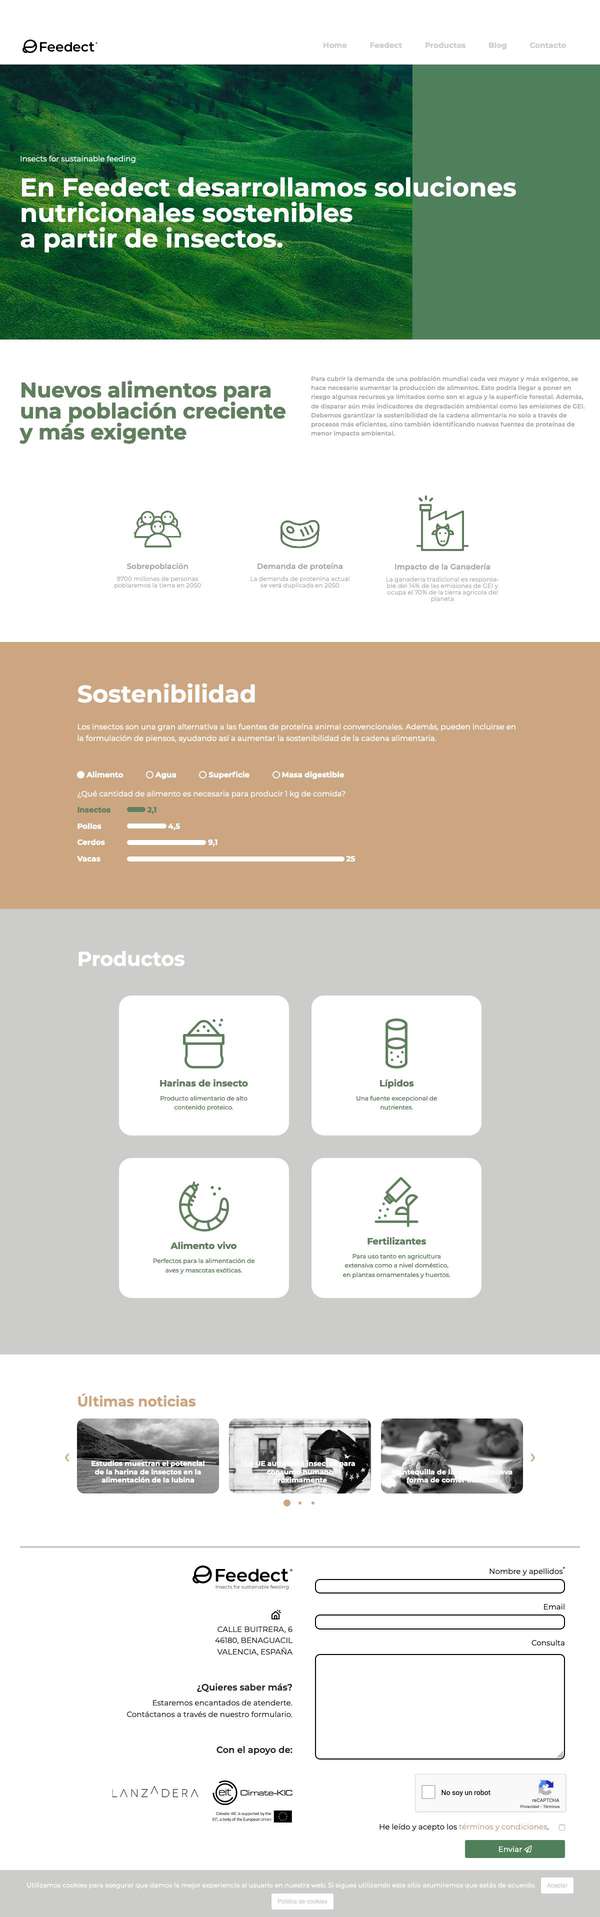 Feedect
Home Feedect Productos Blog Contacto
Insects for sustainable feeding
En Feedect desarrollamos soluciones
nutricionales sostenibles
a partir de insectos.
Nuevos alimentos para
una población creciente
y más exigente
Para cubrir la demanda de una población mundial cada vez mayor y más exigente, se
hace necesario aumentar la producción de alimentos. Esto podría llegar a poner en
riesgo algunos recursos ya limitados como son el agua y la superficie forestal. Además,
de disparar aún más indicadores de degradación ambiental como las emisiones de GEI.
Debemos garantizar la sostenibilidad de la cadena alimentaria no solo a través de
procesos más eficientes, sino también identificando nuevas fuentes de proteínas de
menor impacto ambiental.
Sobrepoblación
9700 millones de personas
poblaremos la tierra en 2050
Demanda de proteína
La demanda de protenína actual
se verá duplicada en 2050
Impacto de la Ganadería
La ganadería tradicional es responsa-
ble del 14% de las emisiones de GEI y
ocupa el 70% de la tierra agrícola del
planeta
Sostenibilidad
Los insectos son una gran alternativa a las fuentes de proteína animal convencionales. Además, pueden incluirse en
la formulación de piensos, ayudando así a aumentar la sostenibilidad de la cadena alimentaria.
Alimento Agua Superficie Masa digestible
¿Qué cantidad de alimento es necesaria para producir 1 kg de comida?
Insectos 2,1
Pollos 4,5
Cerdos 9,1
Vacas 25
Productos
Harinas de insecto
Producto alimentario de alto
contenido proteico.
Lípidos
Una fuente excepcional de
nutrientes.
Alimento vivo
Perfectos para la alimentación de
aves y mascotas exóticas.
Fertilizantes
Para uso tanto en agricultura
extensiva como a nivel doméstico,
en plantas ornamentales y huertos.
Últimas noticias
Estudios muestran el potencial
de la harina de insectos en la
alimentación de la lubina
UE para
consumo humano
próximamente
forma de
Feedect
Insects for sustainable feeding
CALLE BUITRERA, 6
46180, BENAGUACIL
VALENCIA, ESPAÑA
¿Quieres saber más?
Estaremos encantados de atenderte.
Contáctanos a través de nuestro formulario.
Con el apoyo de:
LANZADERA
eit Climate-KIC
Climate-KIC is supported by the
EIT, a body of the European Union
Nombre y apellidos*
Email
Consulta
No soy un robot
reCAPTCHA
Privacidad - Términos
He leído y acepto los términos y condiciones.
Enviar
Utilizamos cookies para asegurar que damos la mejor experiencia al usuario en nuestra web. Si sigues utilizando este sitio asumiremos que estás de acuerdo. Aceptar
Política de cookies